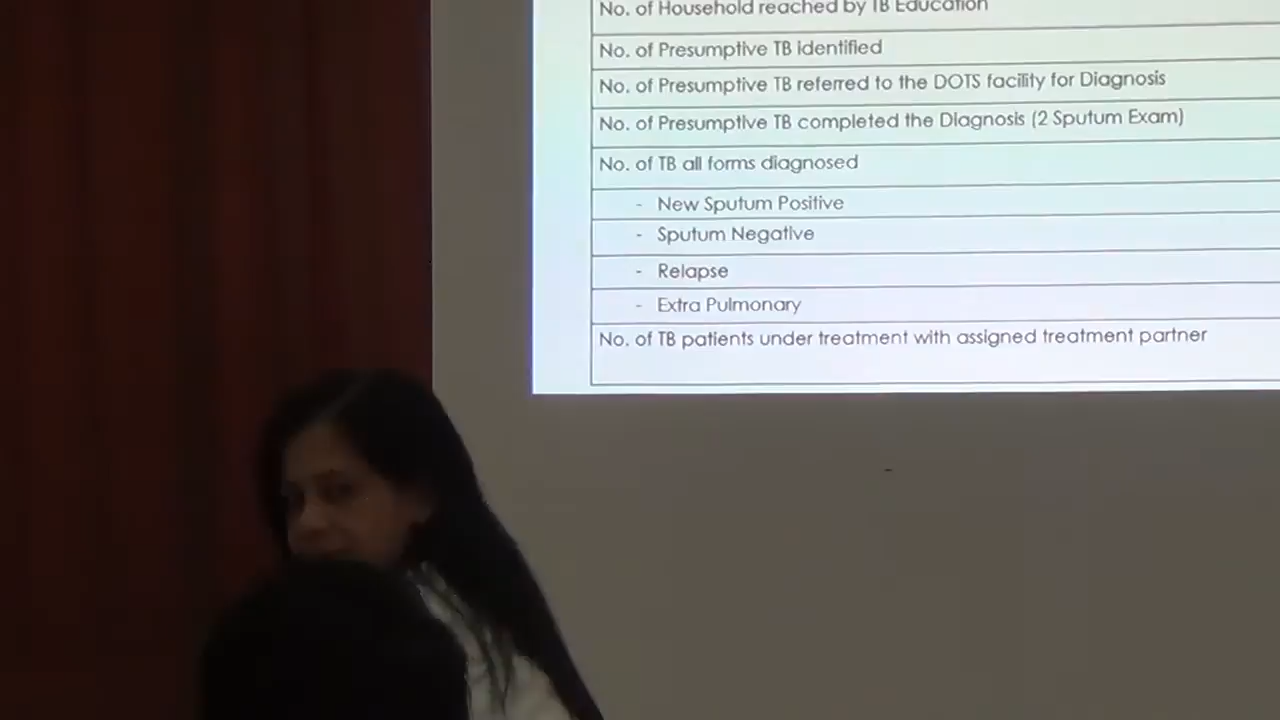 No. of Household reached by TB Education
No. of Presumptive TB identified
No. of Presumptive TB referred to the DOTS facility for Diagnosis
No. of Presumptive TB completed the Diagnosis (2 Sputum Exam)
No. of TB all forms diagnosed
- New Sputum Positive
- Sputum Negative
- Relapse
- Extra Pulmonary
No. of TB patients under treatment with assigned treatment partner